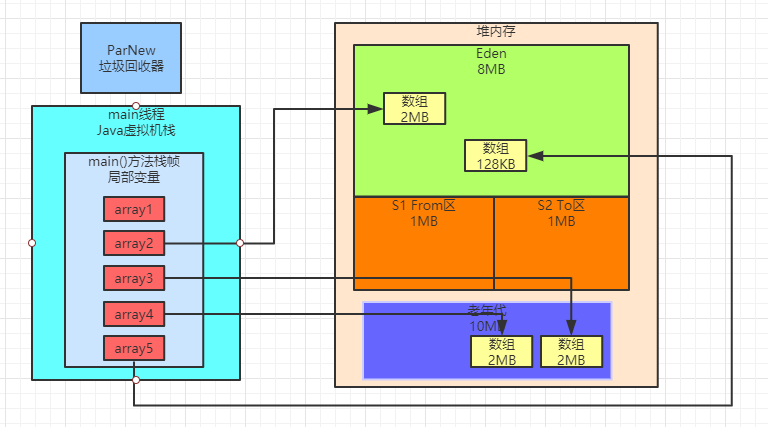 ParNew
垃圾回收器
main线程
Java虚拟机栈
main()方法栈帧
局部变量
array1
array2
array3
array4
array5
堆内存
Eden
8MB
数组
2MB
数组
128KB
S1 From区
1MB
S2 To区
1MB
老年代
10MB
数组
2MB
数组
2MB